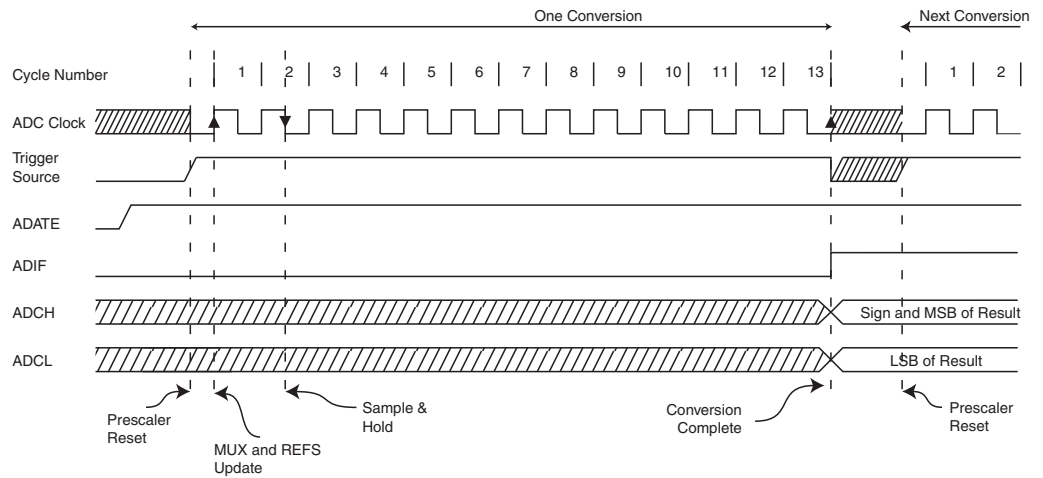 One Conversion
Next Conversion
Cycle Number
1 2 3 4 5 6 7 8 9 10 11 12 13 1 2
ADC Clock
Trigger
Source
ADATE
ADIF
ADCH
Sign and MSB of Result
ADCL
LSB of Result
Prescaler
Reset
MUX and REFS
Update
Sample &
Hold
Conversion
Complete
Prescaler
Reset